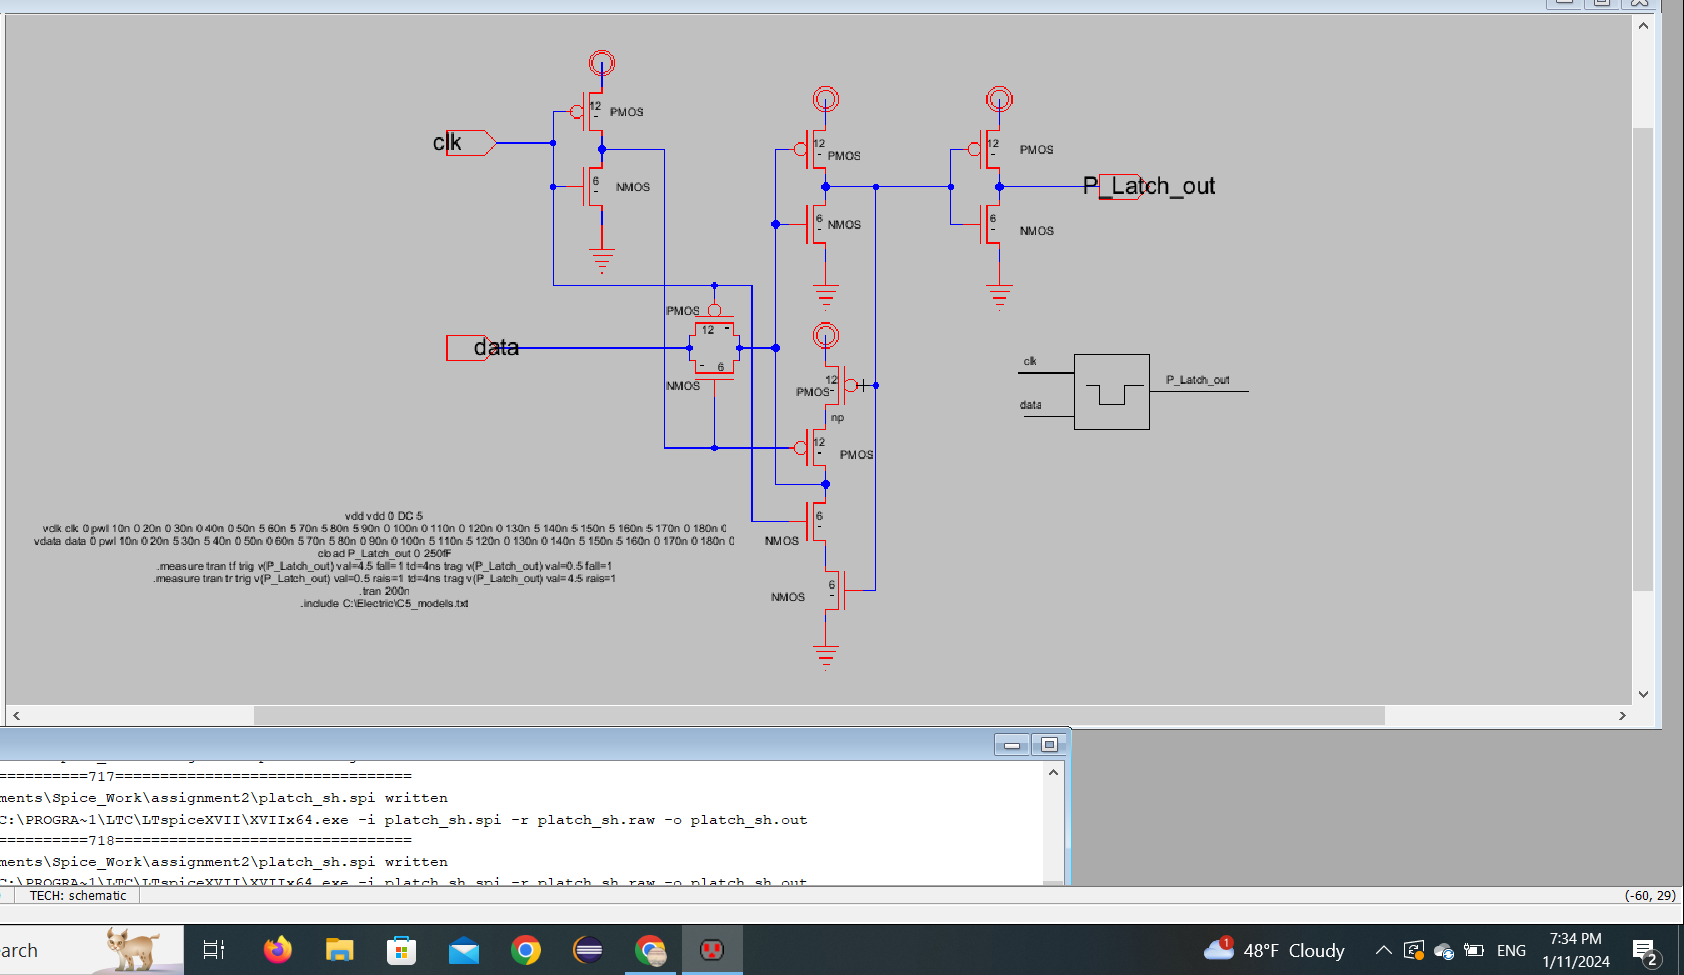 clk
12
PMOS
6
NMOS
12
PMOS
6
NMOS
12
PMOS
6
NMOS
P_Latch_out
data
PMOS
12
6
NMOS
12
PMOS
np
12
PMOS
6
NMOS
6
NMOS
clk
data
P_Latch_out
vdd vdd 0 DC 5
vclk clk 0 pwl 10n 0 20n 0 30n 0 40n 0 50n 5 60n 5 70n 5 80n 5 90n 0 100n 0 110n 0 120n 0 130n 5 140n 5 150n 5 160n 5 170n 0 180n 0
vdata data 0 pwl 10n 0 20n 5 30n 5 40n 0 50n 0 60n 5 70n 5 80n 0 90n 0 100n 5 110n 5 120n 0 130n 0 140n 5 150n 5 160n 0 170n 0 180n 0
cload P_Latch_out 0 250fF
.measure tran tf trig v(P_Latch_out) val=4.5 fall=1 td=4ns trag v(P_Latch_out) val=0.5 fall=1
.measure tran tr trig v(P_Latch_out) val=0.5 rais=1 td=4ns trag v(P_Latch_out) val=4.5 rais=1
.tran 200n
.include C:\Electric\C5_models.txt
==========717=================================
ments\Spice_Work\assignment2\platch_sh.spi written
C:\PROGRA~1\LTC\LTspiceXVII\XVIIx64.exe -i platch_sh.spi -r platch_sh.raw -o platch_sh.out
==========718=================================
ments\Spice_Work\assignment2\platch_sh.spi written
C:\PROGRA~1\LTC\LTspiceXVII\XVIIx64.exe -i platch_sh.spi -r platch_sh.raw -o platch_sh.out
TECH: schematic
(-60, 29)
earch
1
48°F Cloudy
ENG
7:34 PM
1/11/2024
2